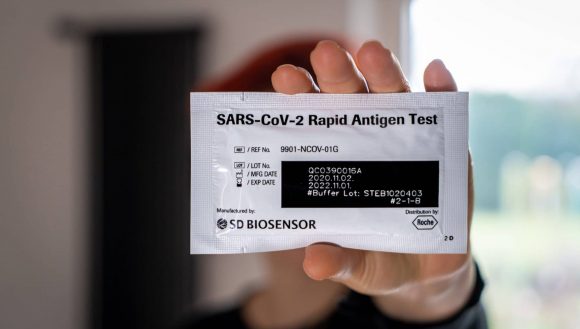 SARS-CoV-2 Rapid Antigen Test
REF / REF No. 9901-NCOV-01G
LOT / LOT No. QC0390016A
/ MFG DATE 2020.11.02.
/ EXP DATE 2022.11.01.
#Buffer Lot: STEB1020403
#2-1-B
Manufactured by: Distribution by:
SD BIOSENSOR Roche